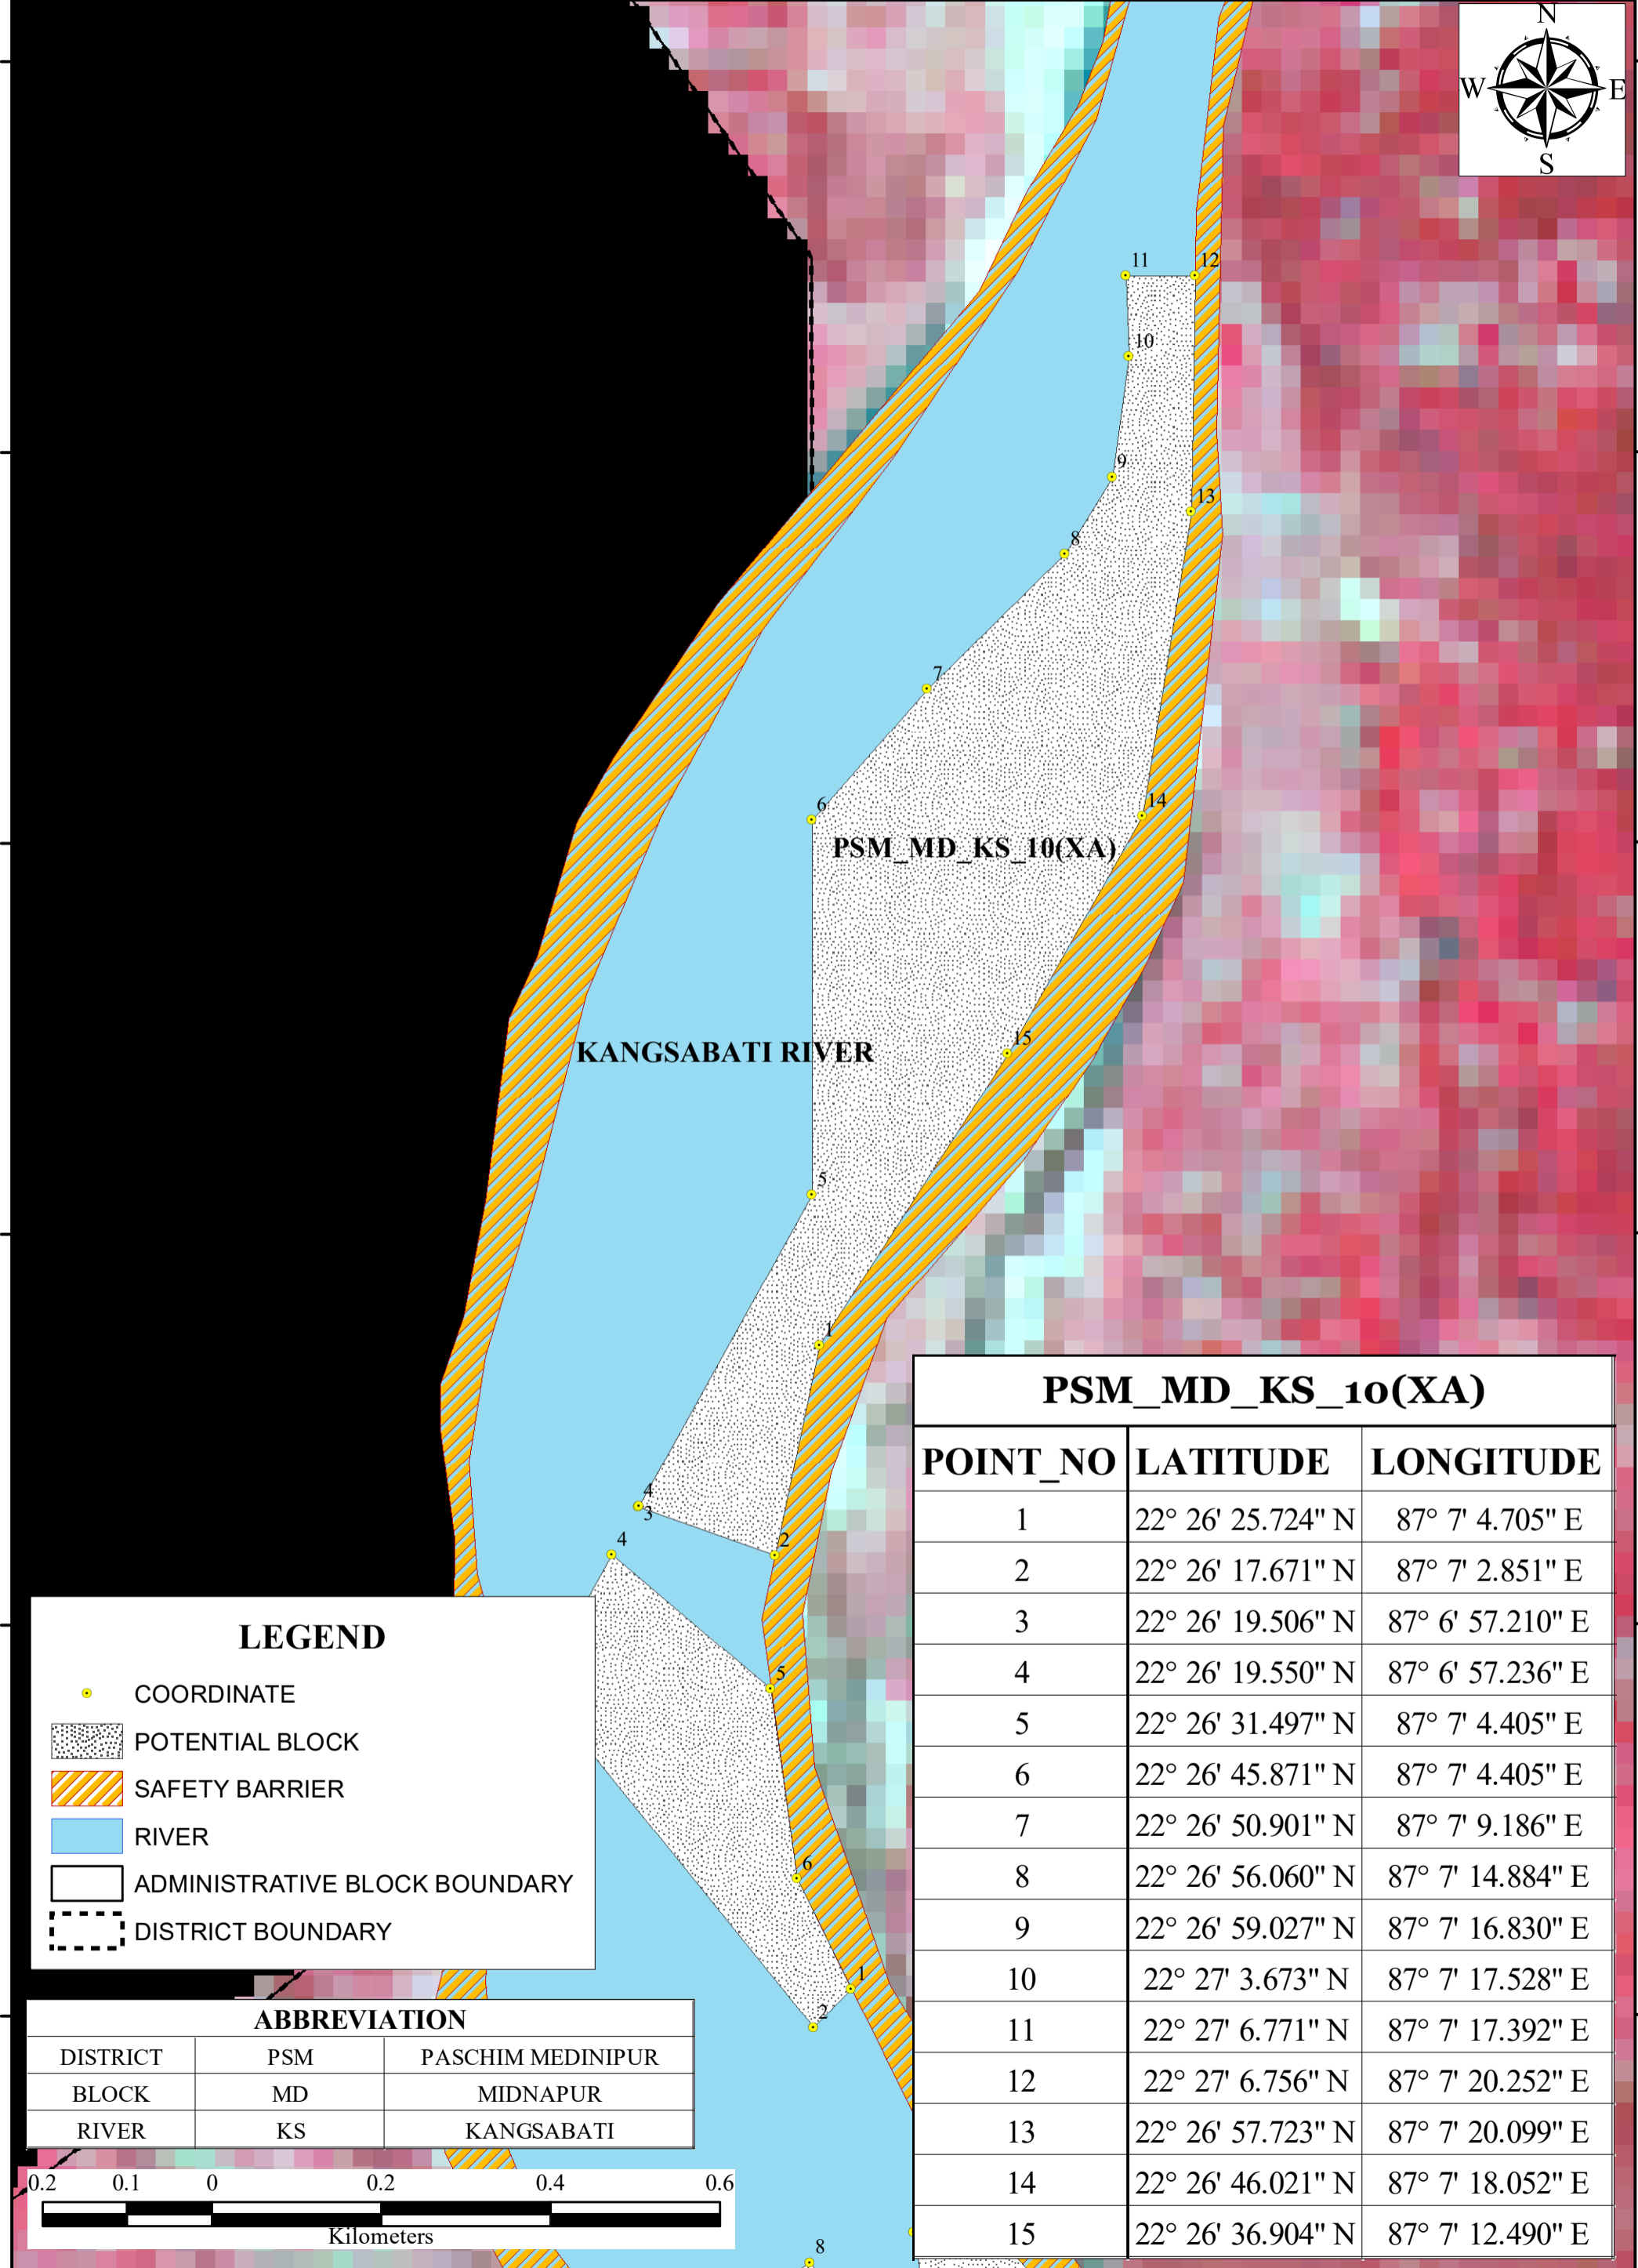 N
W E
S
11 12
10
9
13
8
7
6
14
PSM_MD_KS_10(XA)
15
KANGSABATI RIVER
5
1
4
3
2
4
5
6
1
2
8
PSM_MD_KS_10(XA)
POINT_NO LATITUDE LONGITUDE
1 22° 26' 25.724" N 87° 7' 4.705" E
2 22° 26' 17.671" N 87° 7' 2.851" E
3 22° 26' 19.506" N 87° 6' 57.210" E
4 22° 26' 19.550" N 87° 6' 57.236" E
5 22° 26' 31.497" N 87° 7' 4.405" E
6 22° 26' 45.871" N 87° 7' 4.405" E
7 22° 26' 50.901" N 87° 7' 9.186" E
8 22° 26' 56.060" N 87° 7' 14.884" E
9 22° 26' 59.027" N 87° 7' 16.830" E
10 22° 27' 3.673" N 87° 7' 17.528" E
11 22° 27' 6.771" N 87° 7' 17.392" E
12 22° 27' 6.756" N 87° 7' 20.252" E
13 22° 26' 57.723" N 87° 7' 20.099" E
14 22° 26' 46.021" N 87° 7' 18.052" E
15 22° 26' 36.904" N 87° 7' 12.490" E
LEGEND
COORDINATE
POTENTIAL BLOCK
SAFETY BARRIER
RIVER
ADMINISTRATIVE BLOCK BOUNDARY
DISTRICT BOUNDARY
ABBREVIATION
DISTRICT PSM PASCHIM MEDINIPUR
BLOCK MD MIDNAPUR
RIVER KS KANGSABATI
0.2 0.1 0 0.2 0.4 0.6
Kilometers